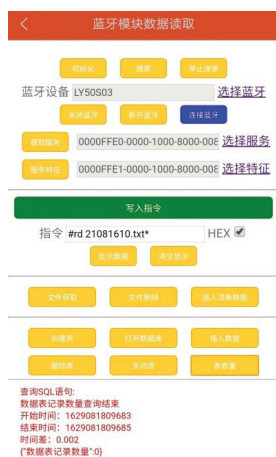 蓝牙模块数据读取
初始化 搜索 停止搜索
蓝牙设备 LY50S03 选择蓝牙
关闭蓝牙 断开蓝牙 连接蓝牙
获取服务 0000FFE0-0000-1000-8000-008 选择服务
服务特征 0000FFE1-0000-1000-8000-008 选择特征
写入指令
指令 #rd 21081610.txt* HEX
显示数据 清空显示
文件获取 文件删除 插入滑角数据
创建表 打开数据库 插入数据
删除表 关闭库 表数量
查询SQL语句:
数据表记录数量查询结束
开始时间：1629081809683
结束时间：1629081809685
时间差：0.002
{"数据表记录数量":0}